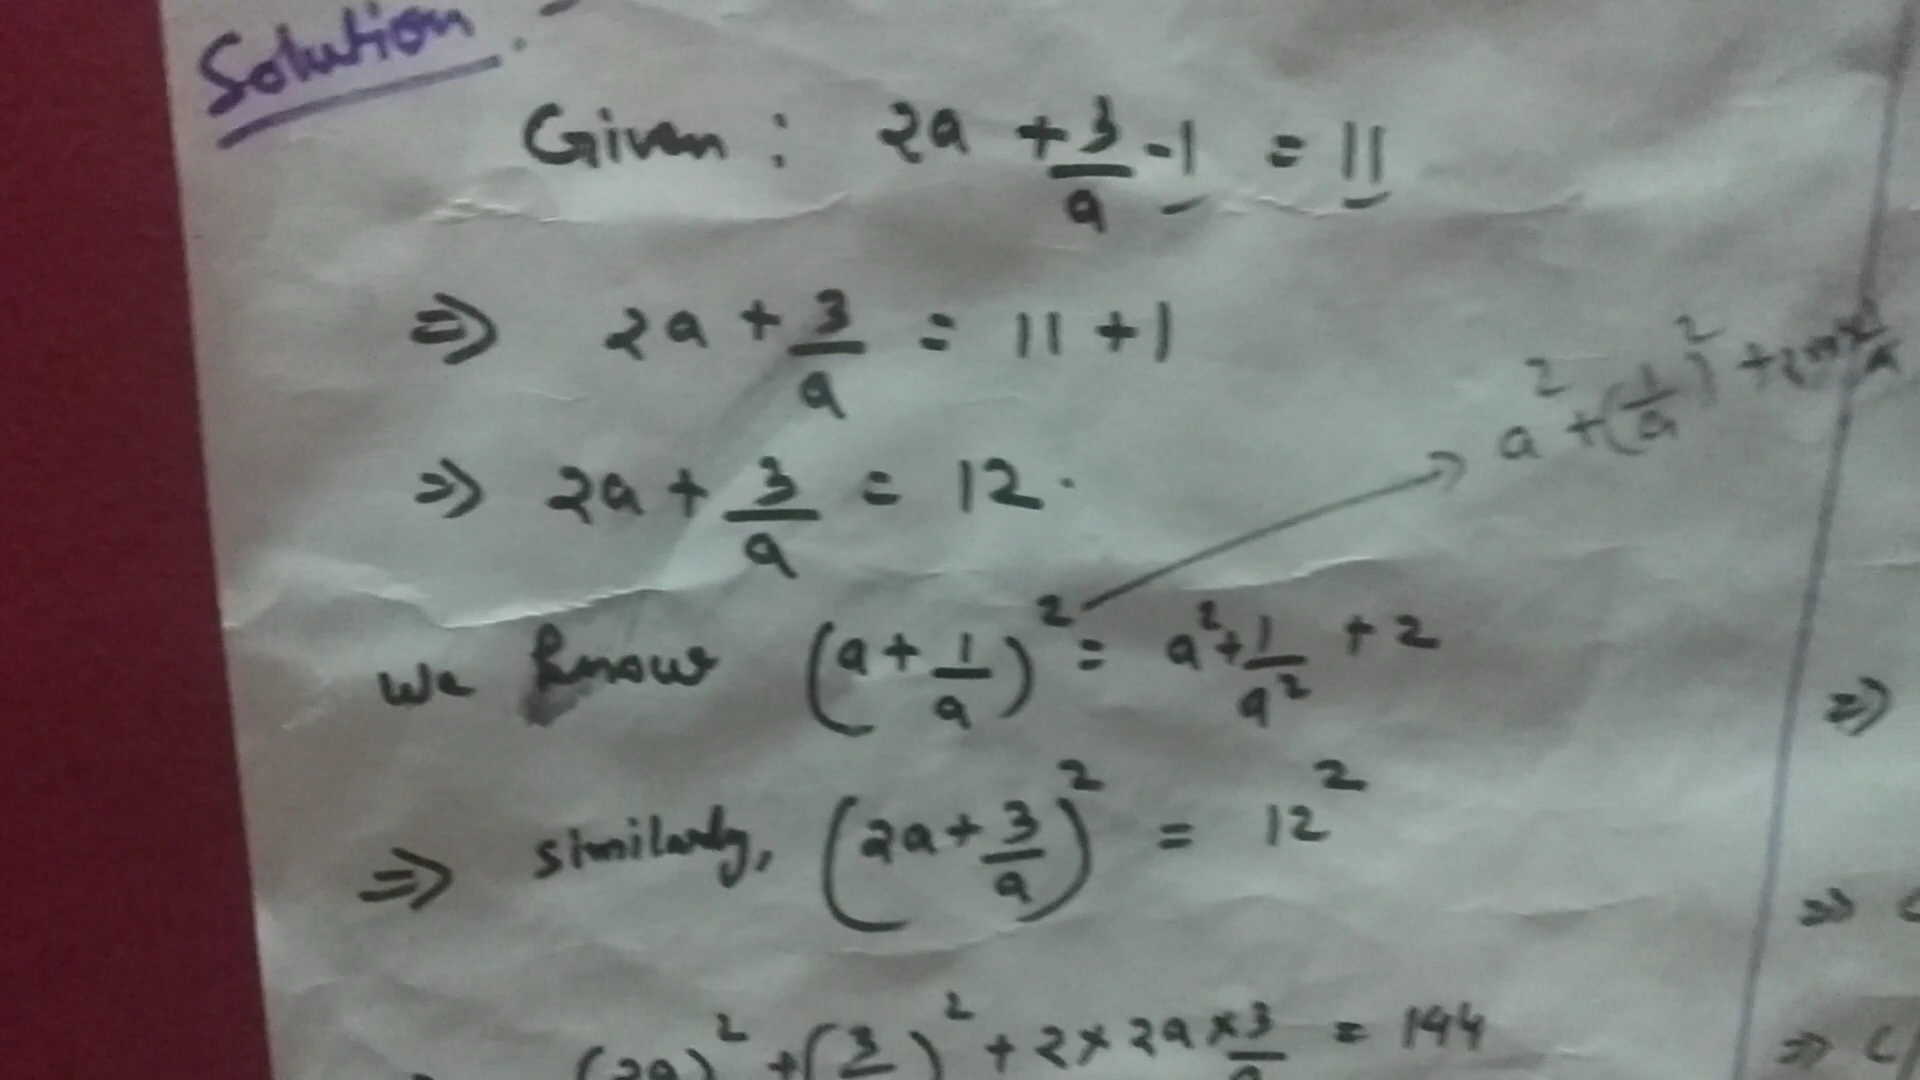 Solution :-
Given : 2a + 3/a - 1 = 11
⇒ 2a + 3/a = 11 + 1
⇒ 2a + 3/a = 12.
a² + (1/a)² + 2
we know (a + 1/a)² = a² + 1/a² + 2
⇒ similarly, (2a + 3/a)² = 12²
(2a)² + (3/a)² + 2 × 2a × 3/a = 144
⇒
⇒
⇒